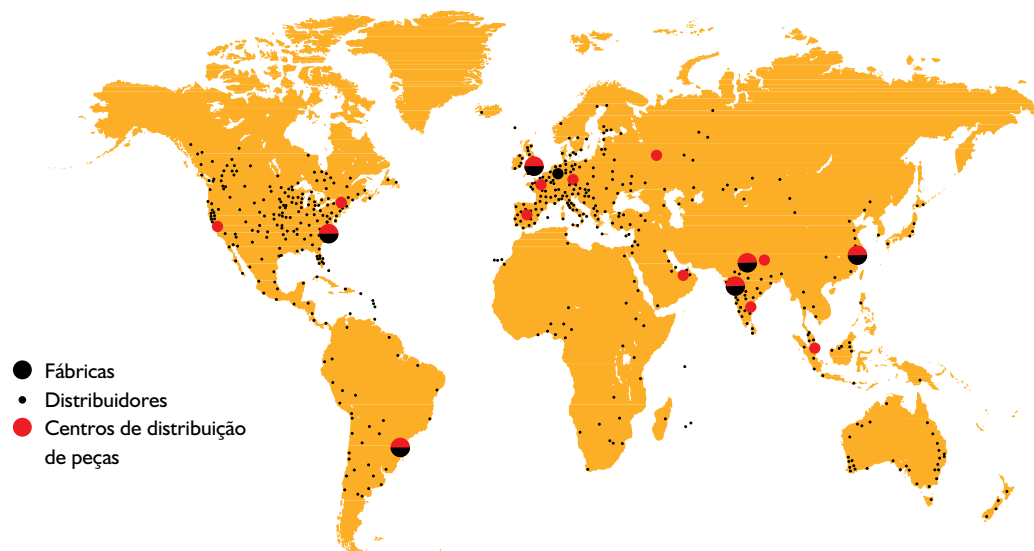 Fábricas
Distribuidores
Centros de distribuição
de peças